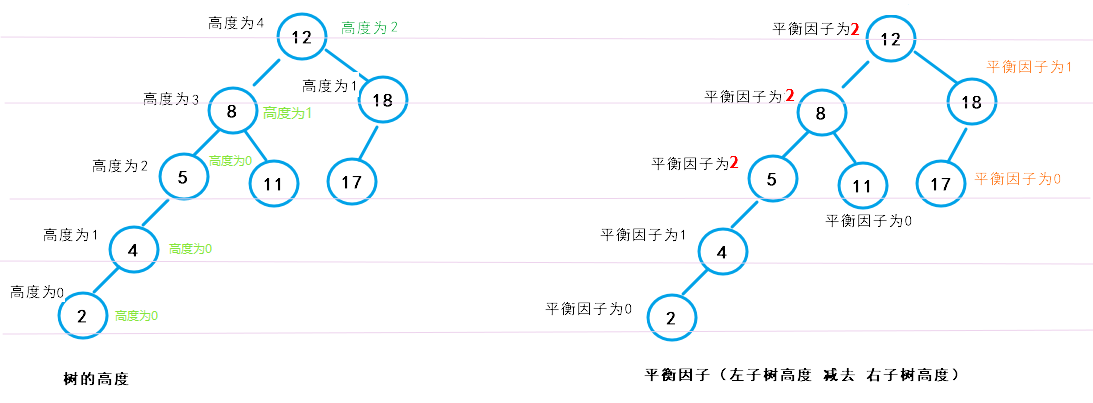 高度为4
12
高度为2
高度为1
18
高度为3
8
高度为1
高度为2
5
高度为0
11
17
高度为1
4
高度为0
高度为0
2
高度为0
树的高度
平衡因子为2
12
平衡因子为1
18
平衡因子为2
8
平衡因子为2
5
11
17
平衡因子为0
平衡因子为0
平衡因子为1
4
平衡因子为0
2
平衡因子（左子树高度 减去 右子树高度）